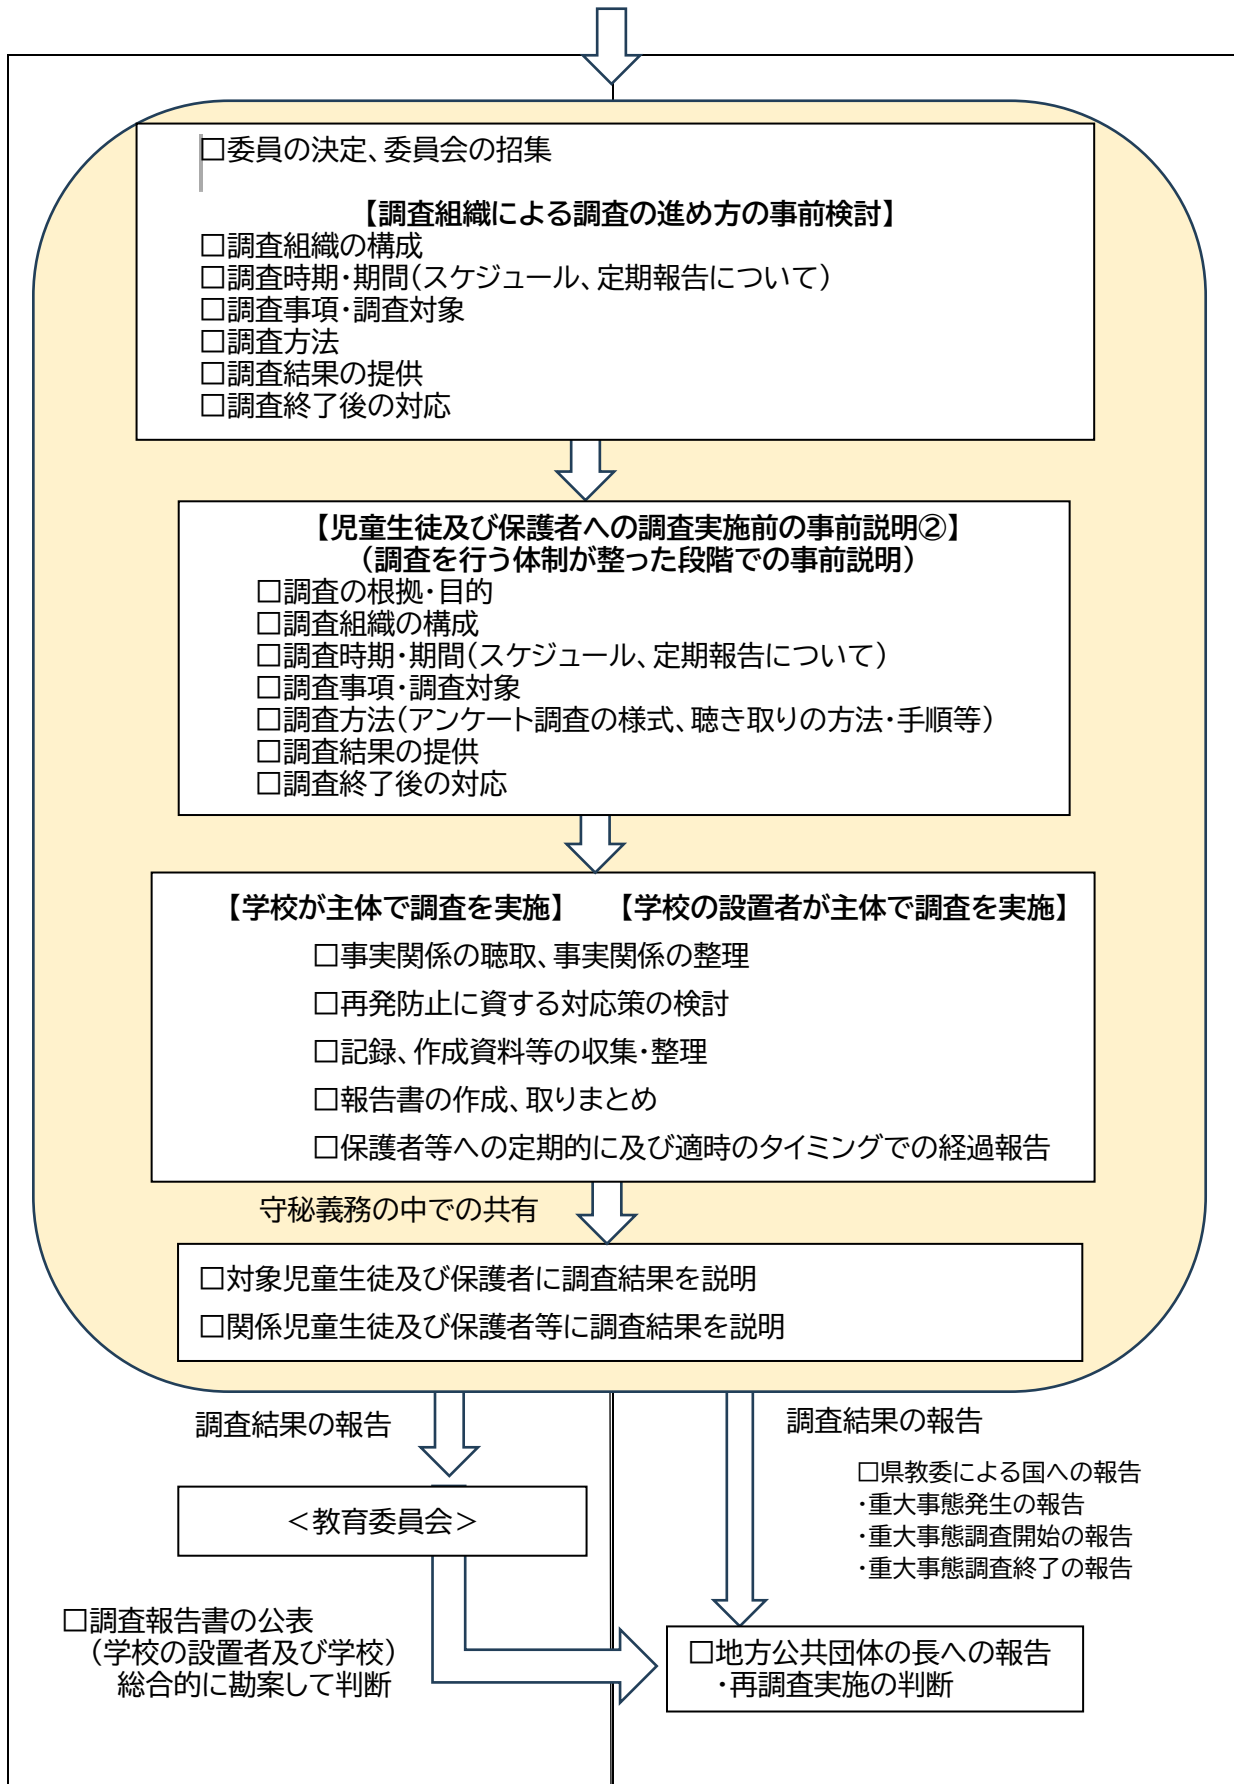 □委員の決定、委員会の招集
【調査組織による調査の進め方の事前検討】
□調査組織の構成
□調査時期・期間（スケジュール、定期報告について）
□調査事項・調査対象
□調査方法
□調査結果の提供
□調査終了後の対応
【児童生徒及び保護者への調査実施前の事前説明②】
（調査を行う体制が整った段階での事前説明）
□調査の根拠・目的
□調査組織の構成
□調査時期・期間（スケジュール、定期報告について）
□調査事項・調査対象
□調査方法（アンケート調査の様式、聴き取りの方法・手順等）
□調査結果の提供
□調査終了後の対応
【学校が主体で調査を実施】　【学校の設置者が主体で調査を実施】
□事実関係の聴取、事実関係の整理
□再発防止に資する対応策の検討
□記録、作成資料等の収集・整理
□報告書の作成、取りまとめ
□保護者等への定期的に及び適時のタイミングでの経過報告
守秘義務の中での共有
□対象児童生徒及び保護者に調査結果を説明
□関係児童生徒及び保護者等に調査結果を説明
調査結果の報告
調査結果の報告
□県教委による国への報告
・重大事態発生の報告
・重大事態調査開始の報告
・重大事態調査終了の報告
＜教育委員会＞
□調査報告書の公表
（学校の設置者及び学校）
総合的に勘案して判断
□地方公共団体の長への報告
・再調査実施の判断